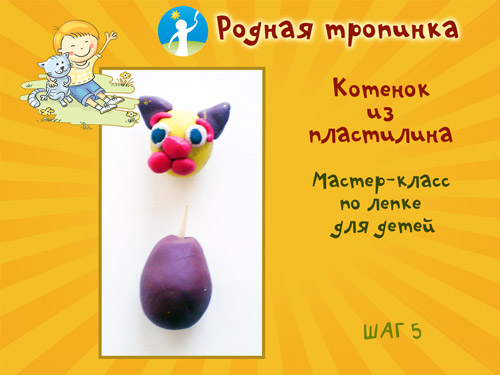 Родная тропинка
Котенок
из
пластилина
Мастер-класс
по лепке
для детей
ШАГ 5